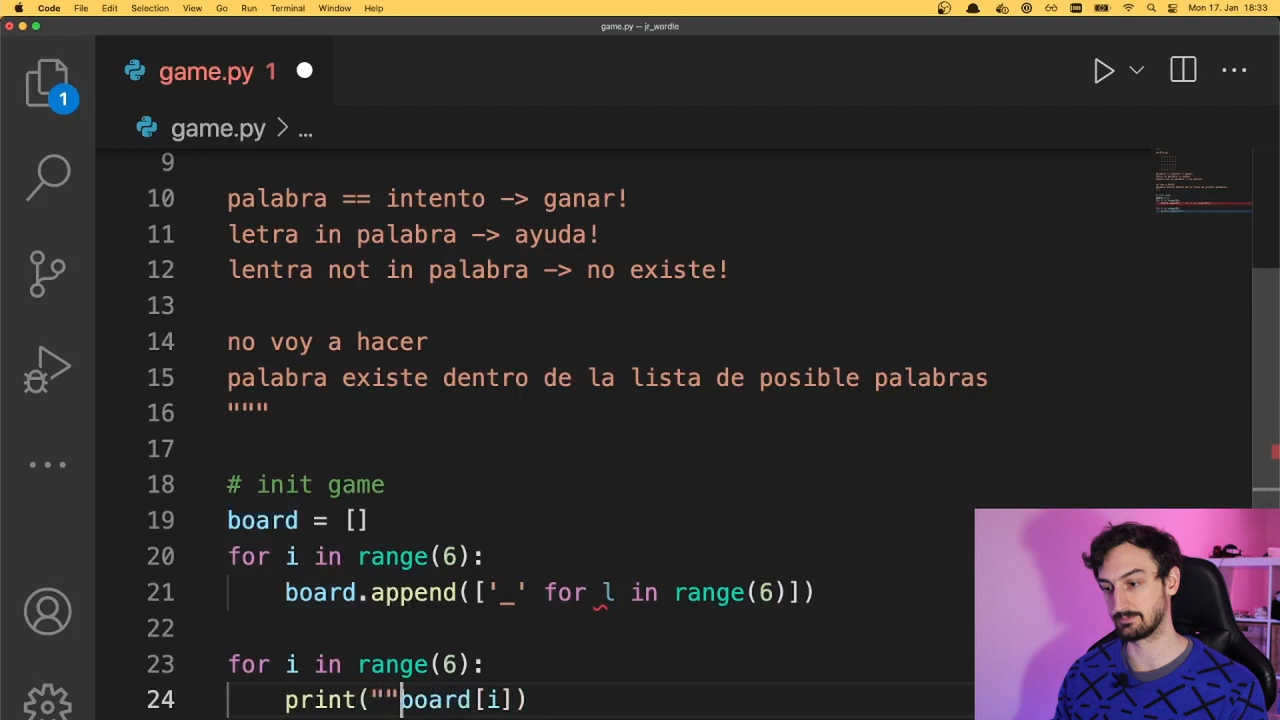 Code File Edit Selection View Go Run Terminal Window Help Mon 17. Jan 18:33
game.py — jr_wordle
game.py 1
1
game.py > ...
9
10 palabra == intento -> ganar!
11 letra in palabra -> ayuda!
12 lentra not in palabra -> no existe!
13
14 no voy a hacer
15 palabra existe dentro de la lista de posible palabras
16 """
17
18 # init game
19 board = []
20 for i in range(6):
21 board.append(['_' for l in range(6)])
22
23 for i in range(6):
24 print(""board[i])